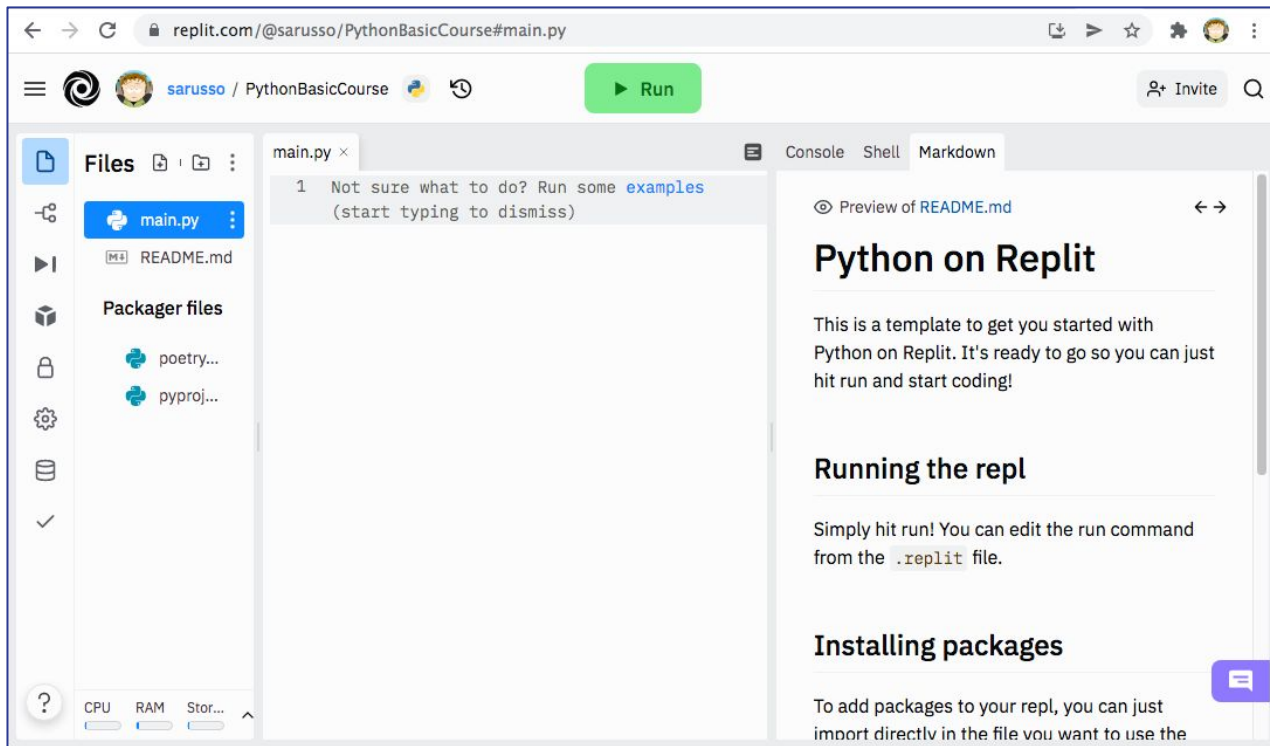 replit.com/@sarusso/PythonBasicCourse#main.py
sarusso / PythonBasicCourse
Run
Invite
Files
main.py
README.md
Packager files
poetry...
pyproj...
CPU RAM Stor...
main.py ×
1 Not sure what to do? Run some examples
(start typing to dismiss)
Console Shell Markdown
Preview of README.md
Python on Replit
This is a template to get you started with
Python on Replit. It's ready to go so you can just
hit run and start coding!
Running the repl
Simply hit run! You can edit the run command
from the .replit file.
Installing packages
To add packages to your repl, you can just
import directly in the file you want to use the